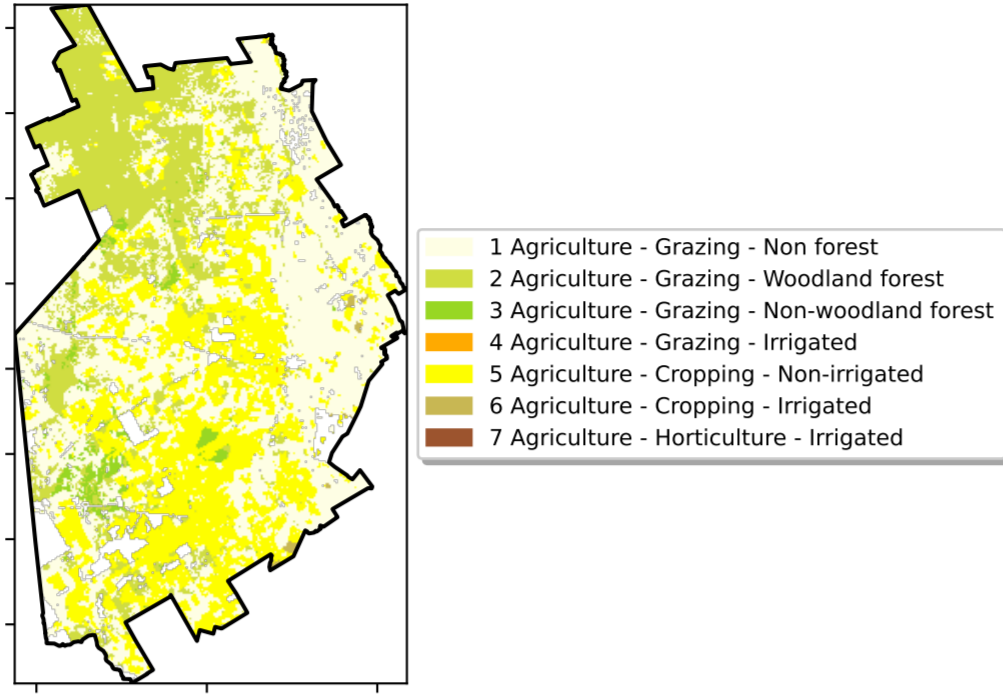 1 Agriculture - Grazing - Non forest
2 Agriculture - Grazing - Woodland forest
3 Agriculture - Grazing - Non-woodland forest
4 Agriculture - Grazing - Irrigated
5 Agriculture - Cropping - Non-irrigated
6 Agriculture - Cropping - Irrigated
7 Agriculture - Horticulture - Irrigated